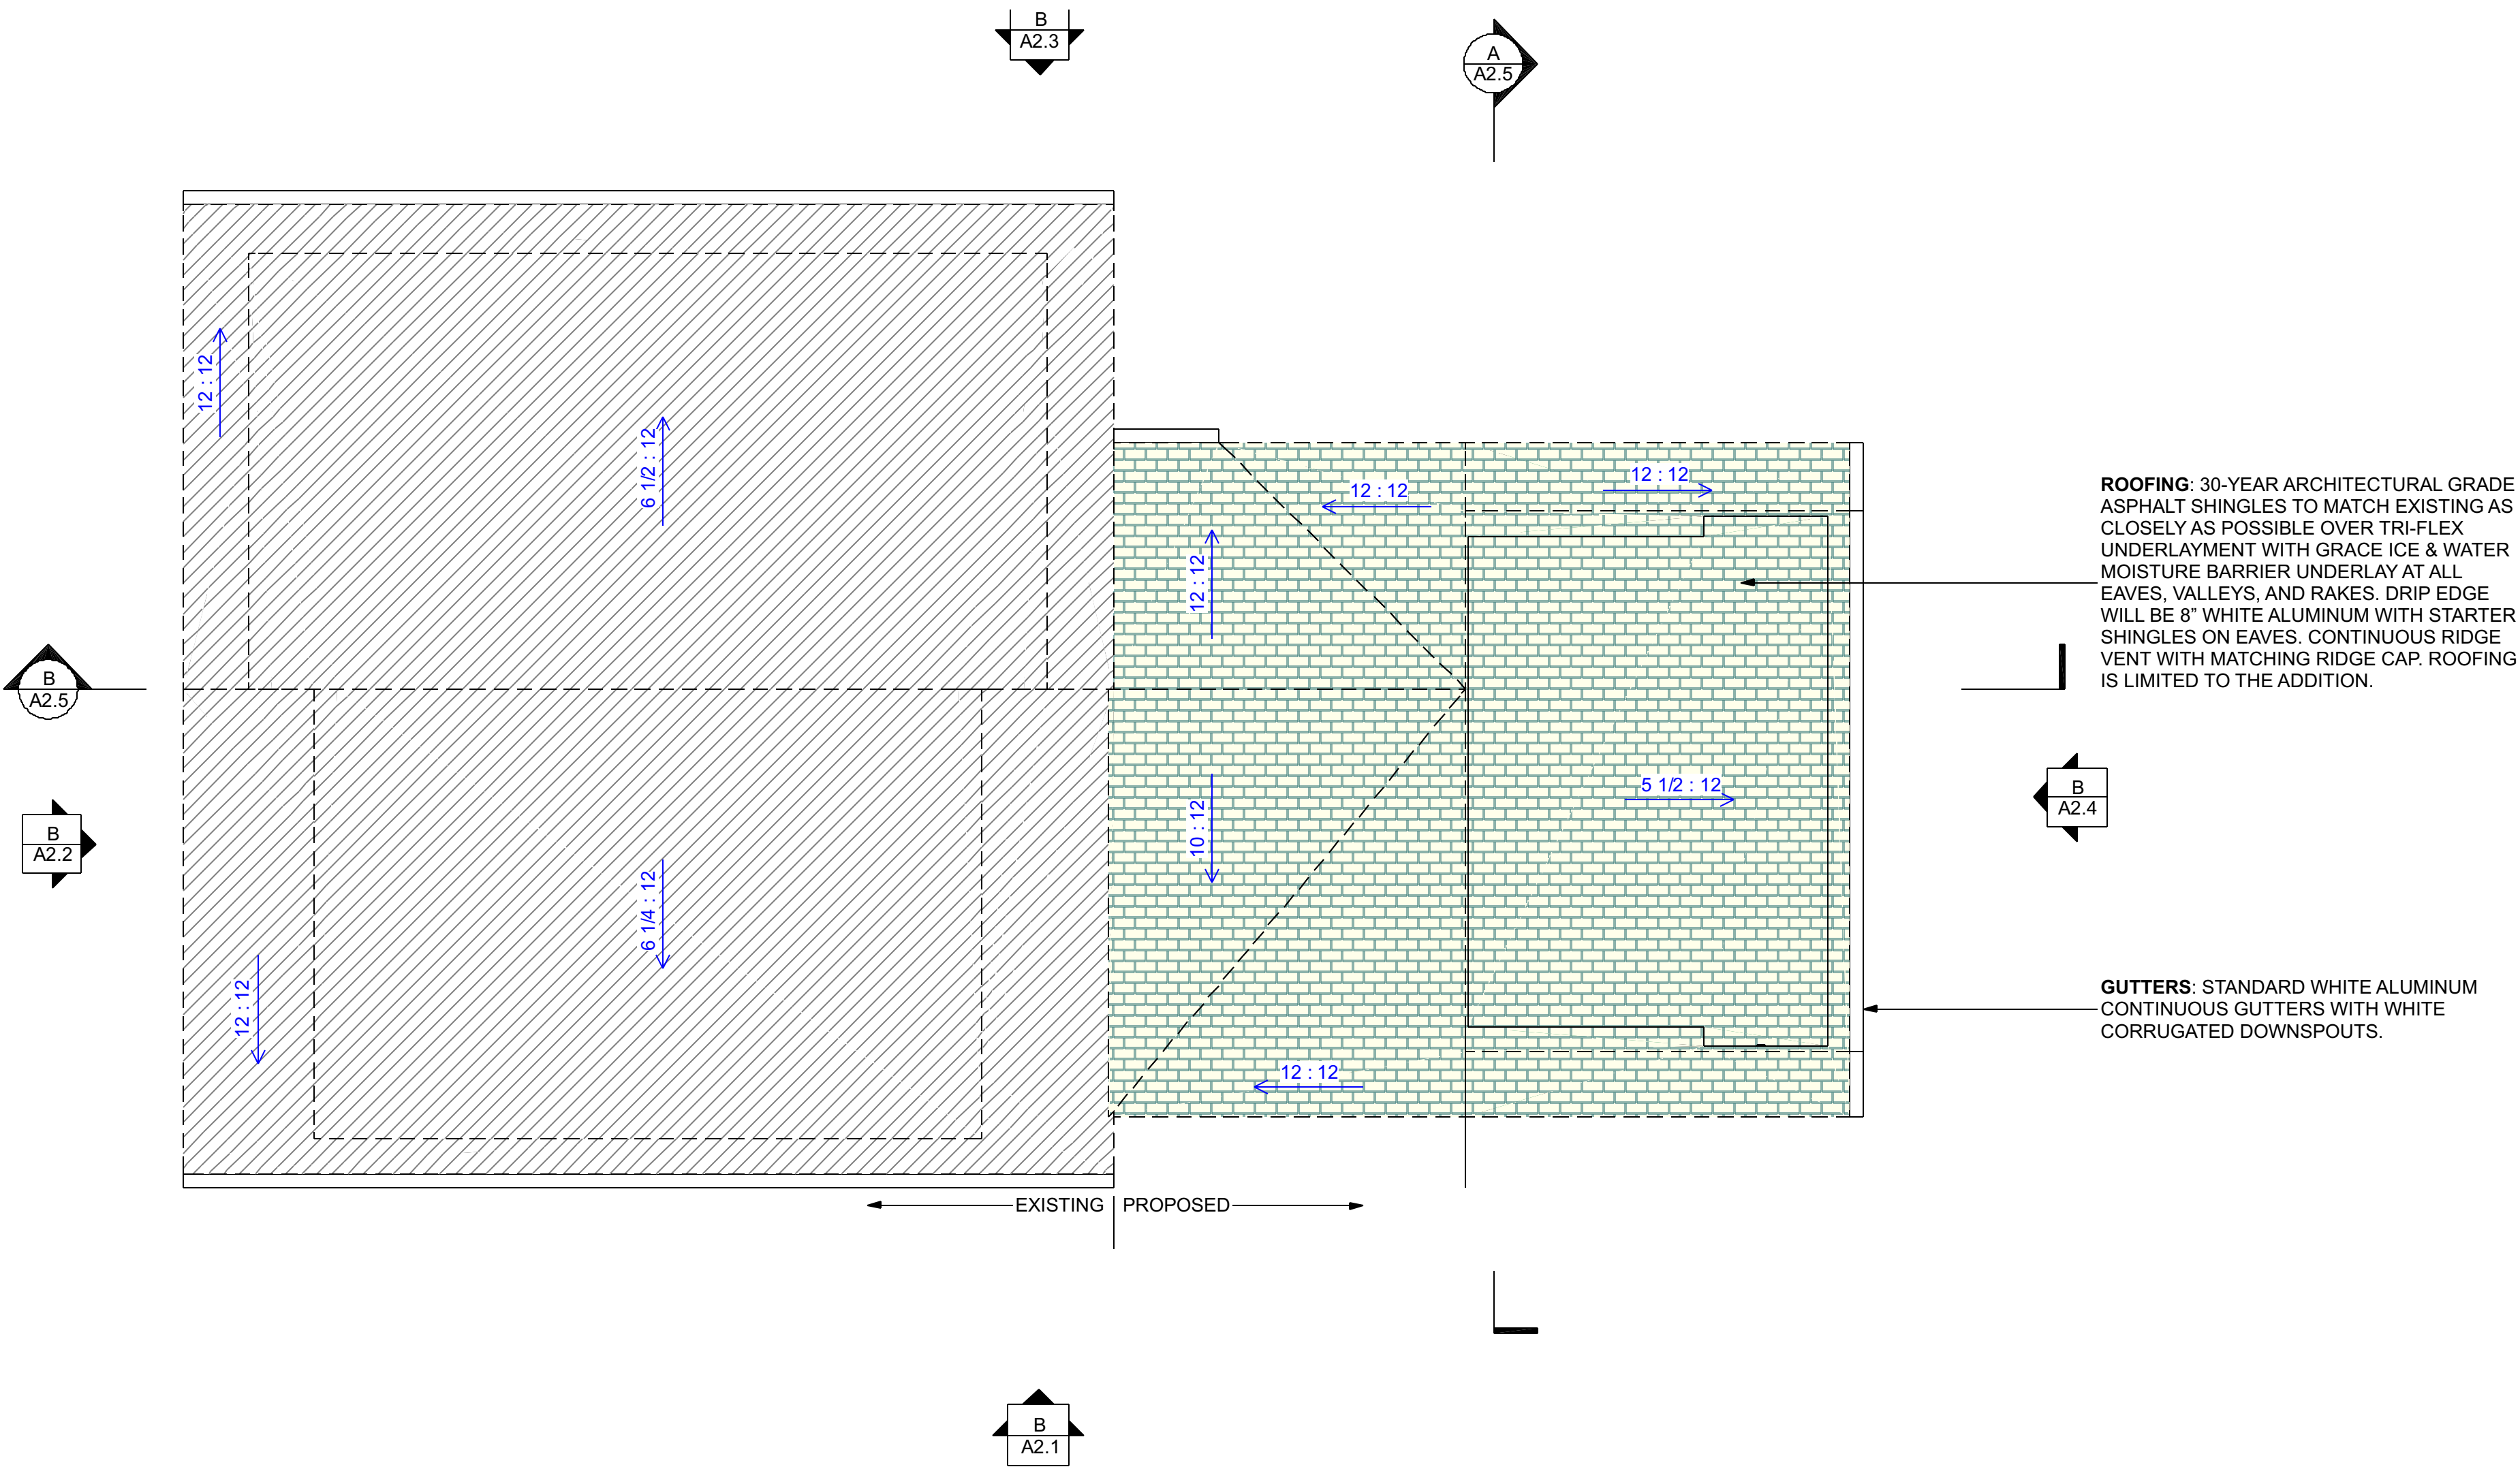 B
A2.3
A
A2.5
12 : 12
6 1/2 : 12
12 : 12
12 : 12
12 : 12
ROOFING: 30-YEAR ARCHITECTURAL GRADE
ASPHALT SHINGLES TO MATCH EXISTING AS
CLOSELY AS POSSIBLE OVER TRI-FLEX
UNDERLAYMENT WITH GRACE ICE & WATER
MOISTURE BARRIER UNDERLAY AT ALL
EAVES, VALLEYS, AND RAKES. DRIP EDGE
WILL BE 8” WHITE ALUMINUM WITH STARTER
SHINGLES ON EAVES. CONTINUOUS RIDGE
VENT WITH MATCHING RIDGE CAP. ROOFING
IS LIMITED TO THE ADDITION.
B
A2.5
B
A2.2
10 : 12
5 1/2 : 12
B
A2.4
6 1/4 : 12
12 : 12
12 : 12
GUTTERS: STANDARD WHITE ALUMINUM
CONTINUOUS GUTTERS WITH WHITE
CORRUGATED DOWNSPOUTS.
EXISTING
PROPOSED
B
A2.1